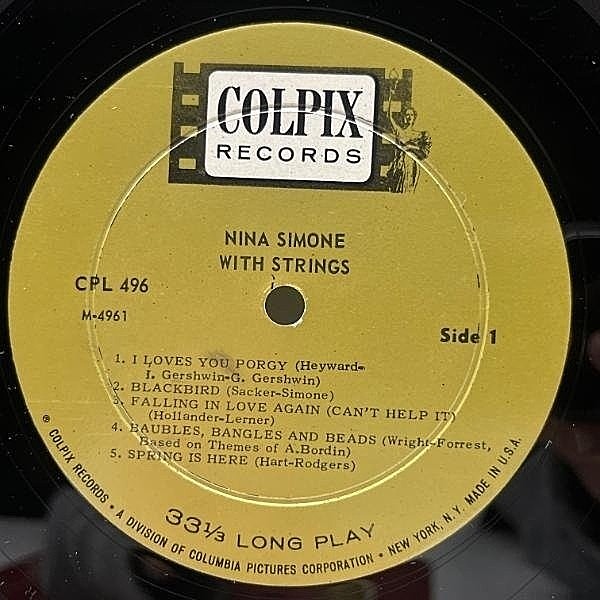 COLPIX
RECORDS
NINA SIMONE
WITH STRINGS
CPL 496
M-4961
Side 1
1. I LOVES YOU PORGY (Heyward-
I. Gershwin-G. Gershwin)
2. BLACKBIRD (Sacker-Simone)
3. FALLING IN LOVE AGAIN (CAN'T HELP IT)
(Hollander-Lerner)
4. BAUBLES, BANGLES AND BEADS (Wright-Forrest,
Based on Themes of A.Bordin)
5. SPRING IS HERE (Hart-Rodgers)
33⅓ LONG PLAY
℗ COLPIX RECORDS • A DIVISION OF COLUMBIA PICTURES CORPORATION • NEW YORK, N.Y. MADE IN U.S.A.